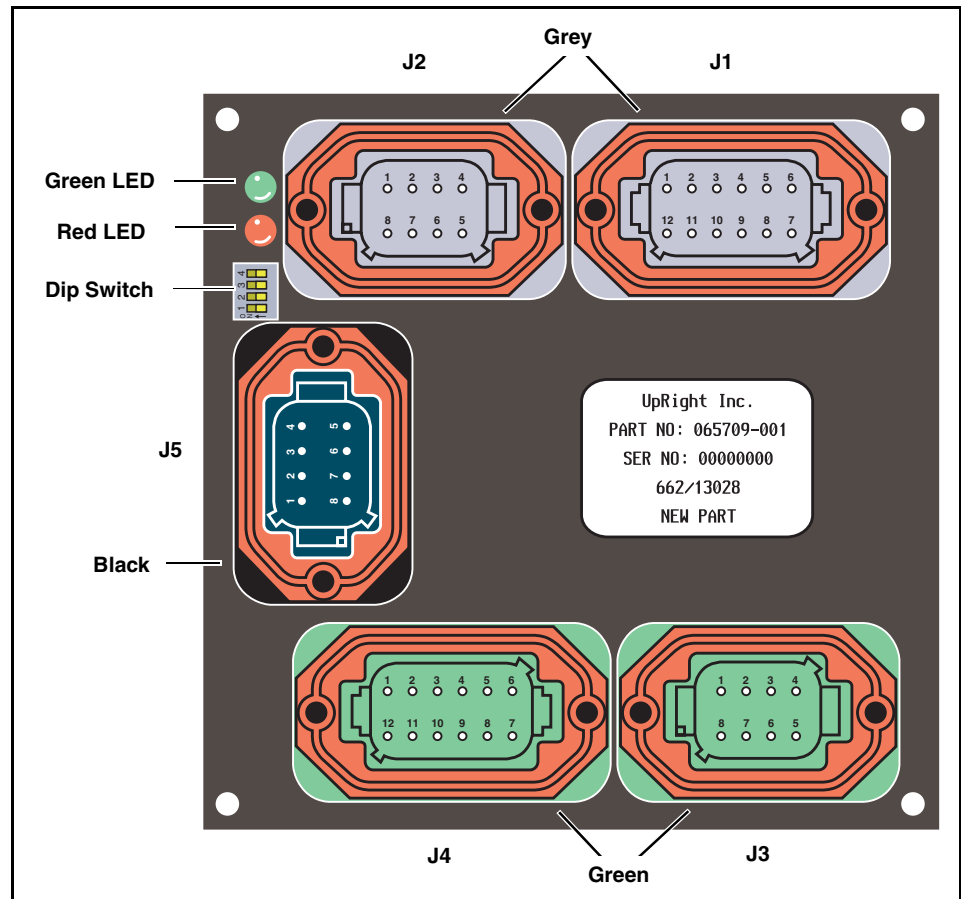 Grey
J2
J1
1 2 3 4
8 7 6 5
1 2 3 4 5 6
12 11 10 9 8 7
Green LED
Red LED
Dip Switch
4
3
2
1
ON
J5
4 5
3 6
2 7
1 8
Black
UpRight Inc.
PART NO: 065709-001
SER NO: 00000000
662/13028
NEW PART
1 2 3 4 5 6
12 11 10 9 8 7
1 2 3 4
8 7 6 5
J4
J3
Green